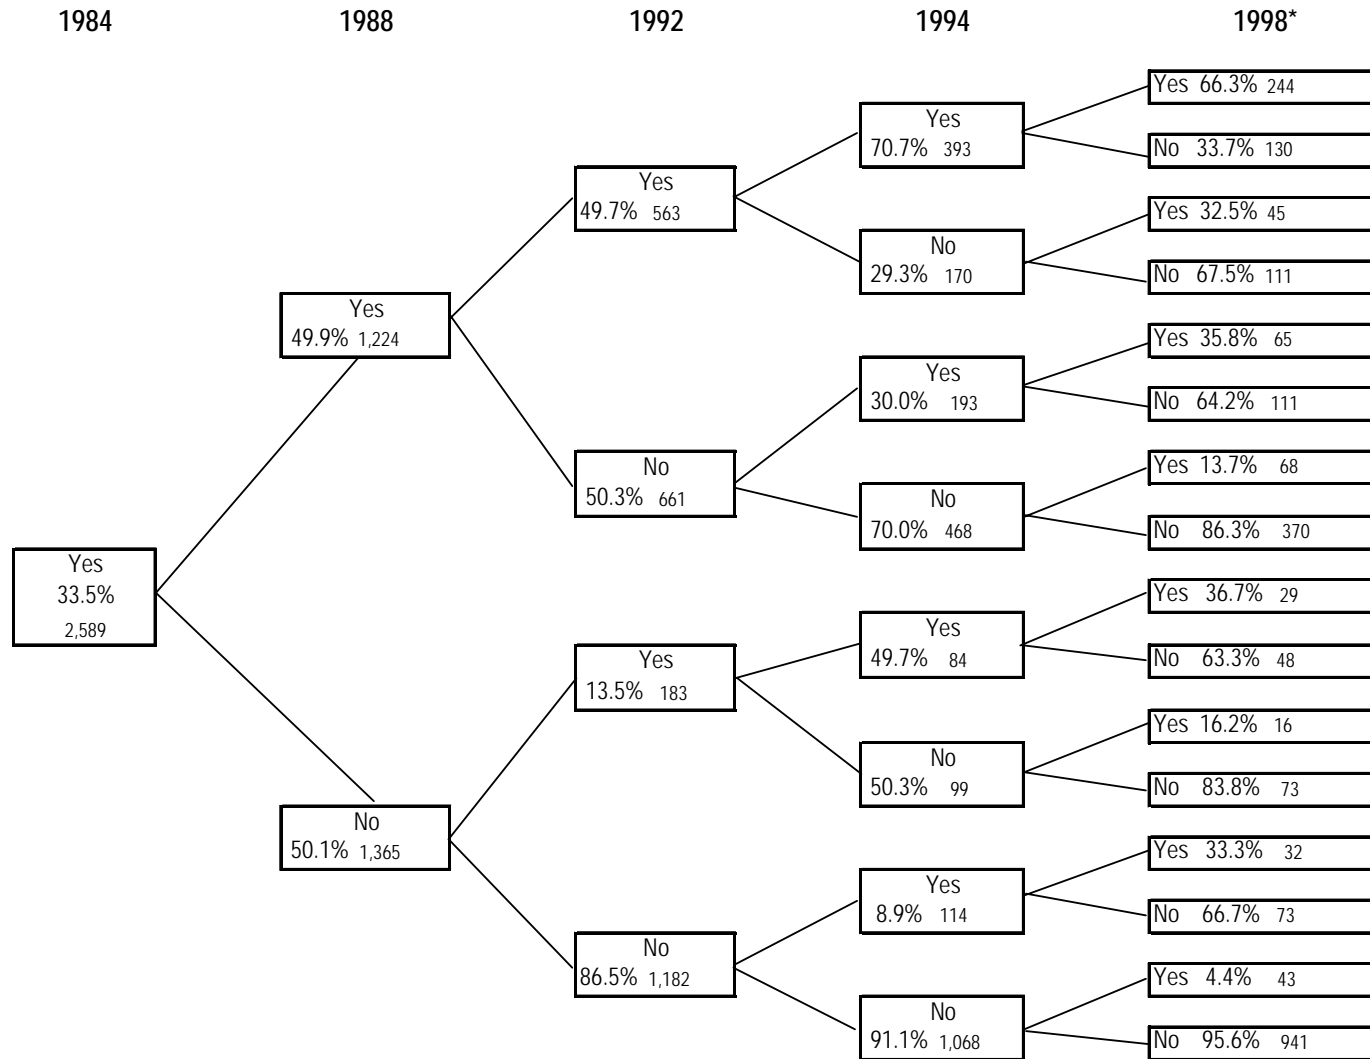 1984 1988 1992 1994 1998*
Yes 66.3% 244
Yes
70.7% 393
No 33.7% 130
Yes
49.7% 563
Yes 32.5% 45
No
29.3% 170
No 67.5% 111
Yes
49.9% 1,224
Yes 35.8% 65
Yes
30.0% 193
No 64.2% 111
No
50.3% 661
Yes 13.7% 68
No
70.0% 468
No 86.3% 370
Yes
33.5%
2,589
Yes 36.7% 29
Yes
49.7% 84
No 63.3% 48
Yes
13.5% 183
Yes 16.2% 16
No
50.3% 99
No 83.8% 73
No
50.1% 1,365
Yes 33.3% 32
Yes
8.9% 114
No 66.7% 73
No
86.5% 1,182
Yes 4.4% 43
No
91.1% 1,068
No 95.6% 941